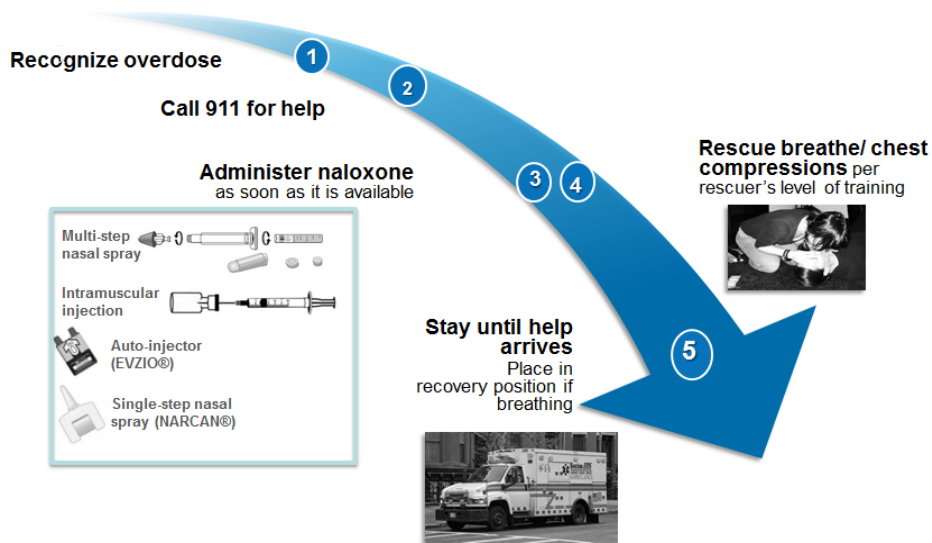 Recognize overdose
1
2
Call 911 for help
Administer naloxone
as soon as it is available
3
4
Rescue breathe/ chest
compressions per
rescuer's level of training
Multi-step
nasal spray
Intramuscular
injection
Auto-injector
(EVZIO®)
Single-step nasal
spray (NARCAN®)
Stay until help
arrives
Place in
recovery position if
breathing
5